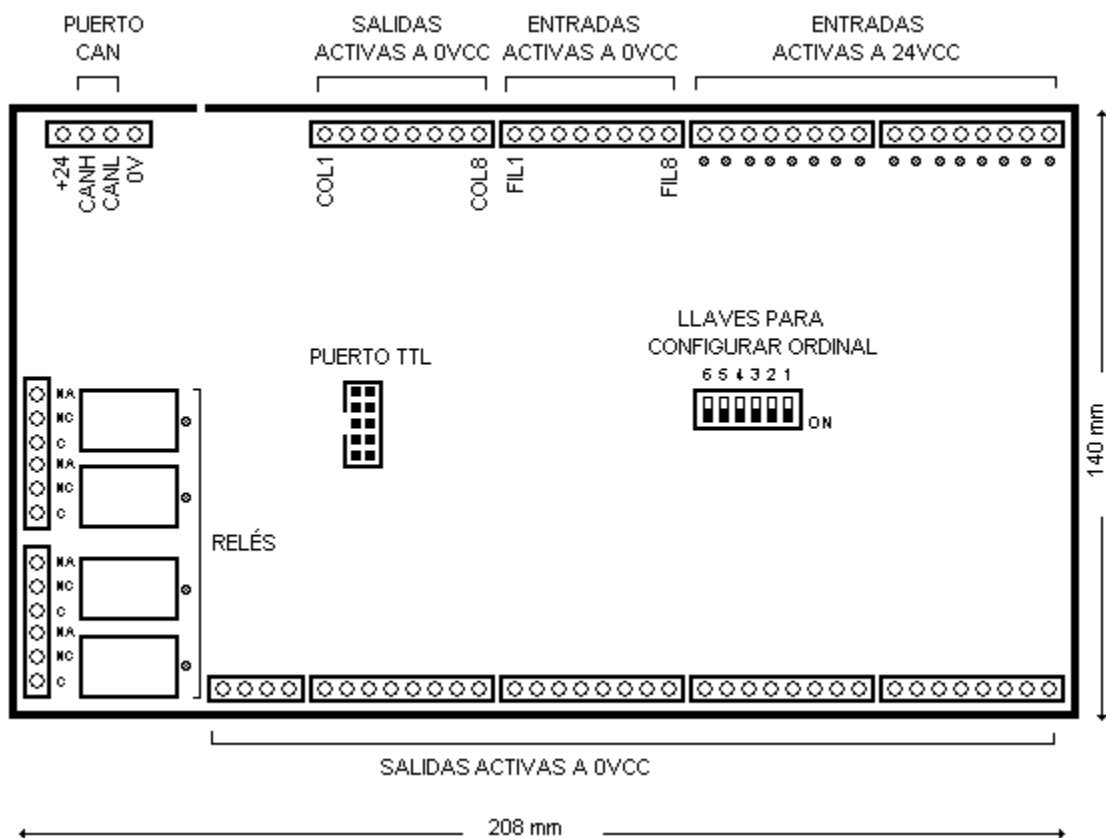 PUERTO
CAN
SALIDAS
ACTIVAS A 0VCC
ENTRADAS
ACTIVAS A 0VCC
ENTRADAS
ACTIVAS A 24VCC
+24
CANH
CANL
0V
COL1
COL8
FIL1
FIL8
LLAVES PARA
CONFIGURAR ORDINAL
6 5 4 3 2 1
ON
PUERTO TTL
NA
NC
C
NA
NC
C
NA
NC
C
NA
NC
C
RELÉS
140 mm
SALIDAS ACTIVAS A 0VCC
208 mm